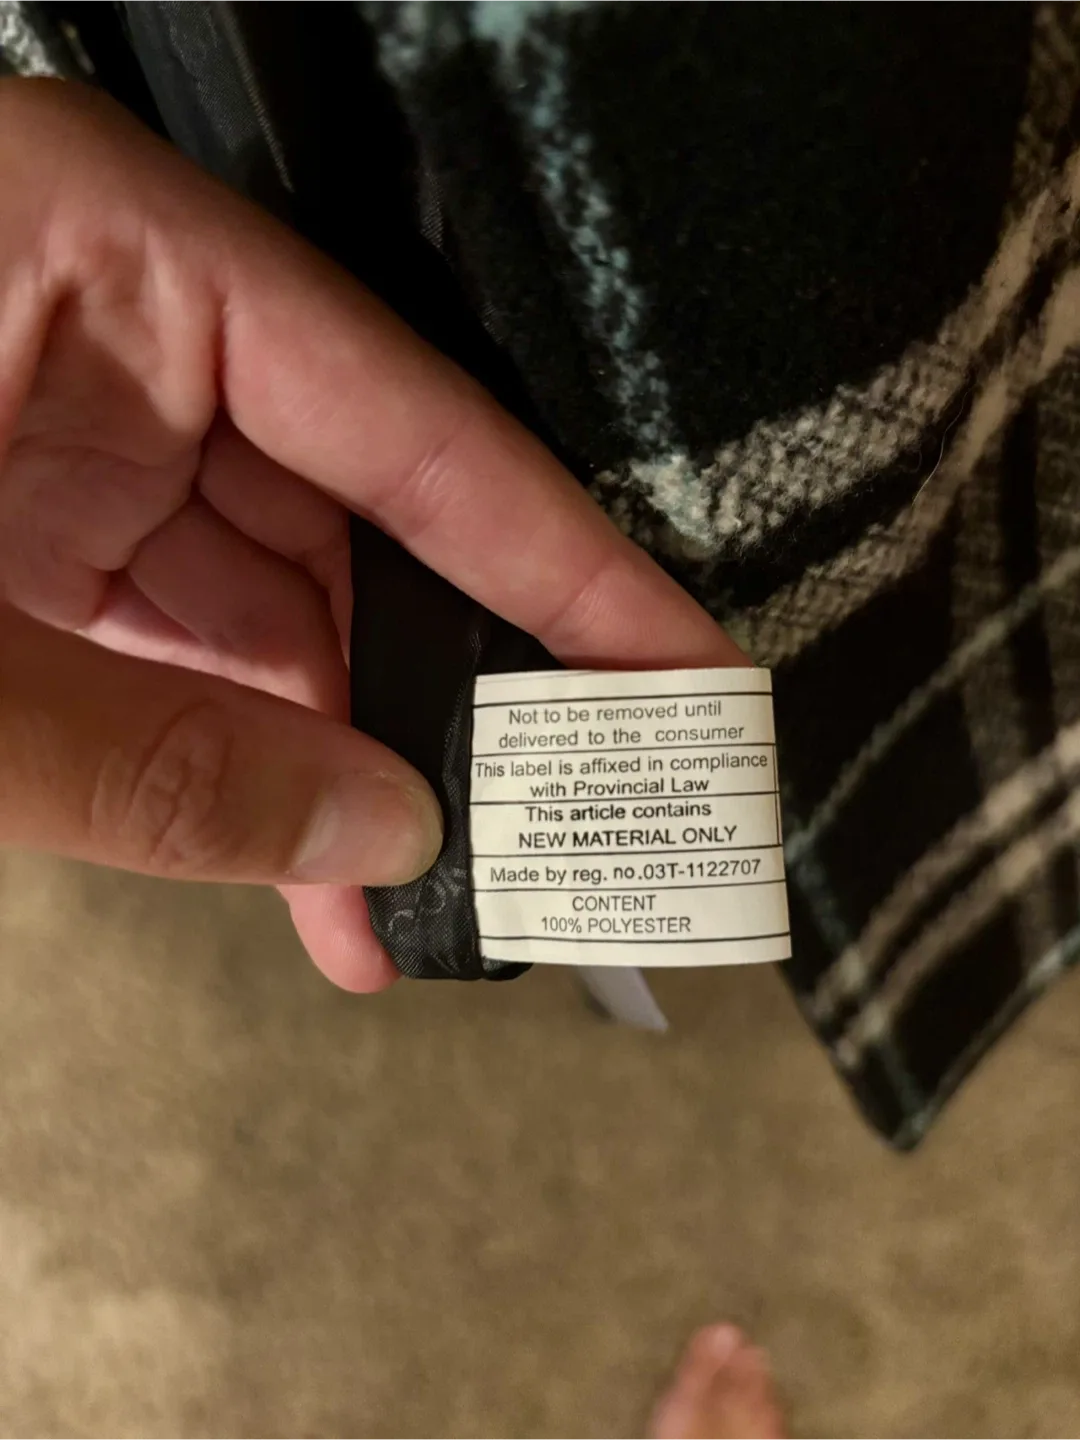 Not to be removed until
delivered to the consumer
This label is affixed in compliance
with Provincial Law
This article contains
NEW MATERIAL ONLY
Made by reg. no.03T-1122707
CONTENT
100% POLYESTER